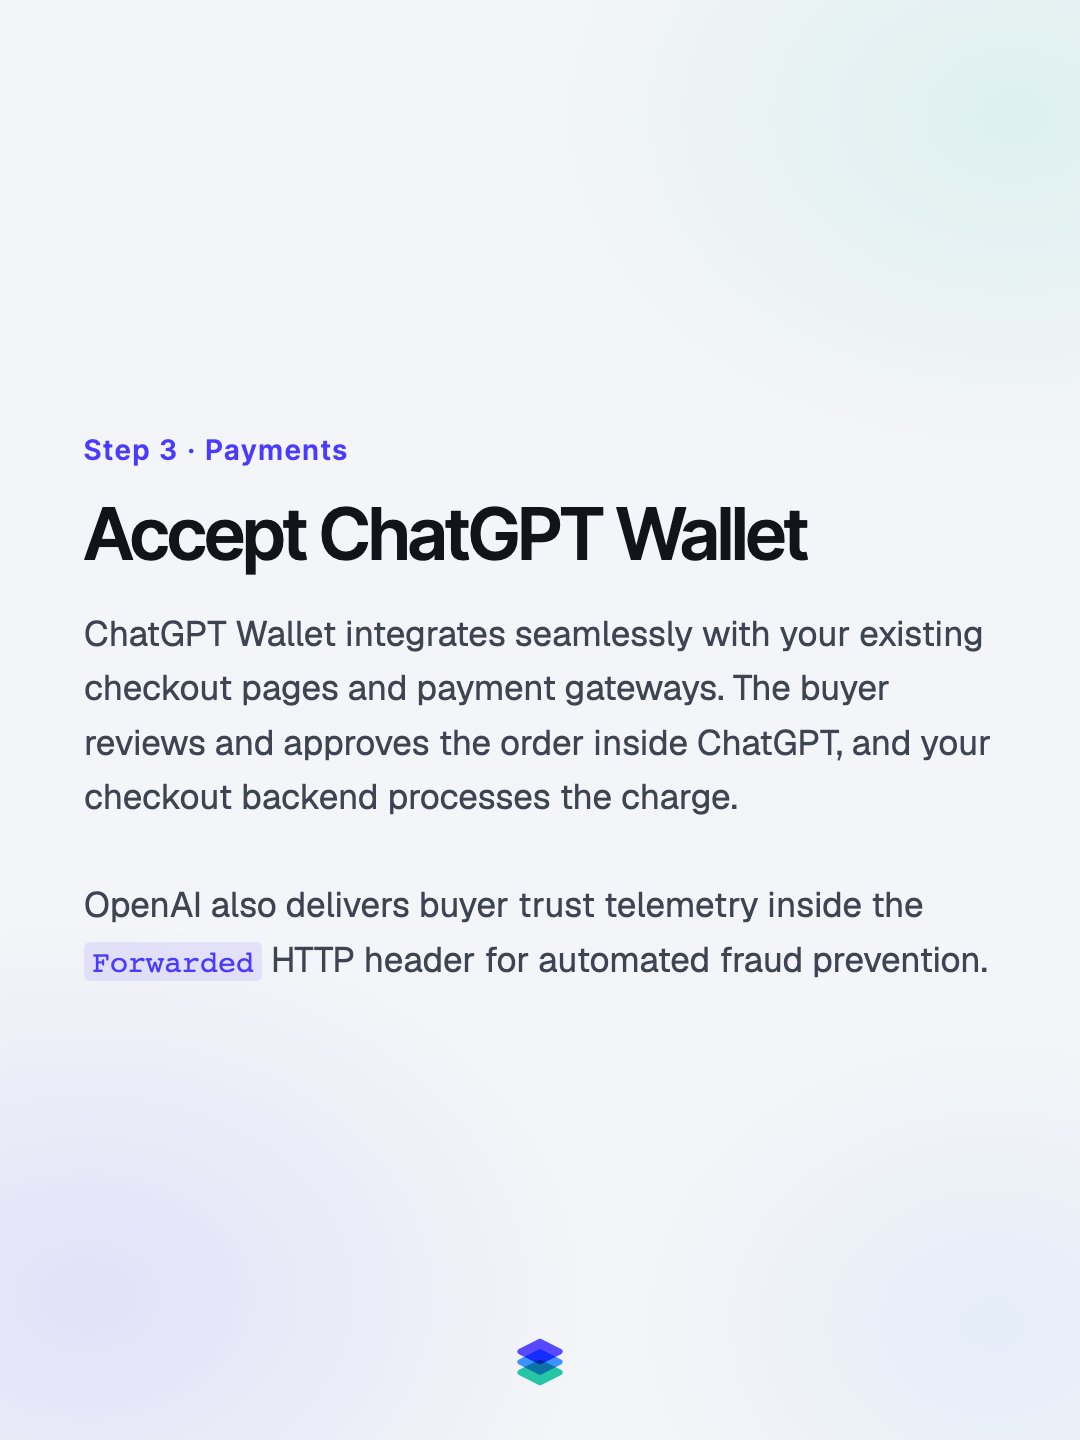 Step 3 · Payments
Accept ChatGPT Wallet
ChatGPT Wallet integrates seamlessly with your existing
checkout pages and payment gateways. The buyer
reviews and approves the order inside ChatGPT, and your
checkout backend processes the charge.
OpenAI also delivers buyer trust telemetry inside the
Forwarded HTTP header for automated fraud prevention.